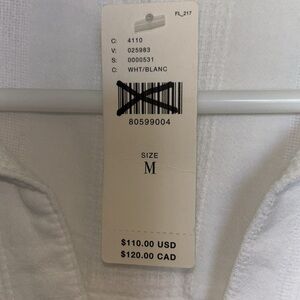 FL_217
C: 4110
V: 025983
S: 0000531
C: WHT/BLANC
80599004
SIZE
M
$110.00 USD
$120.00 CAD